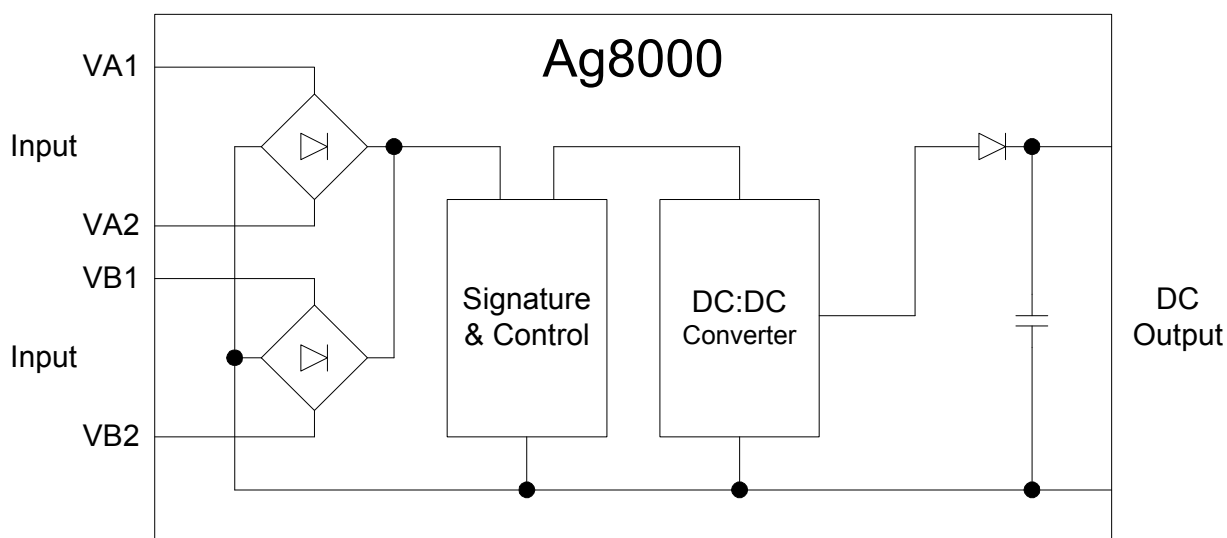 Ag8000
VA1
Input
VA2
VB1
Input
VB2
Signature
& Control
DC:DC
Converter
DC
Output